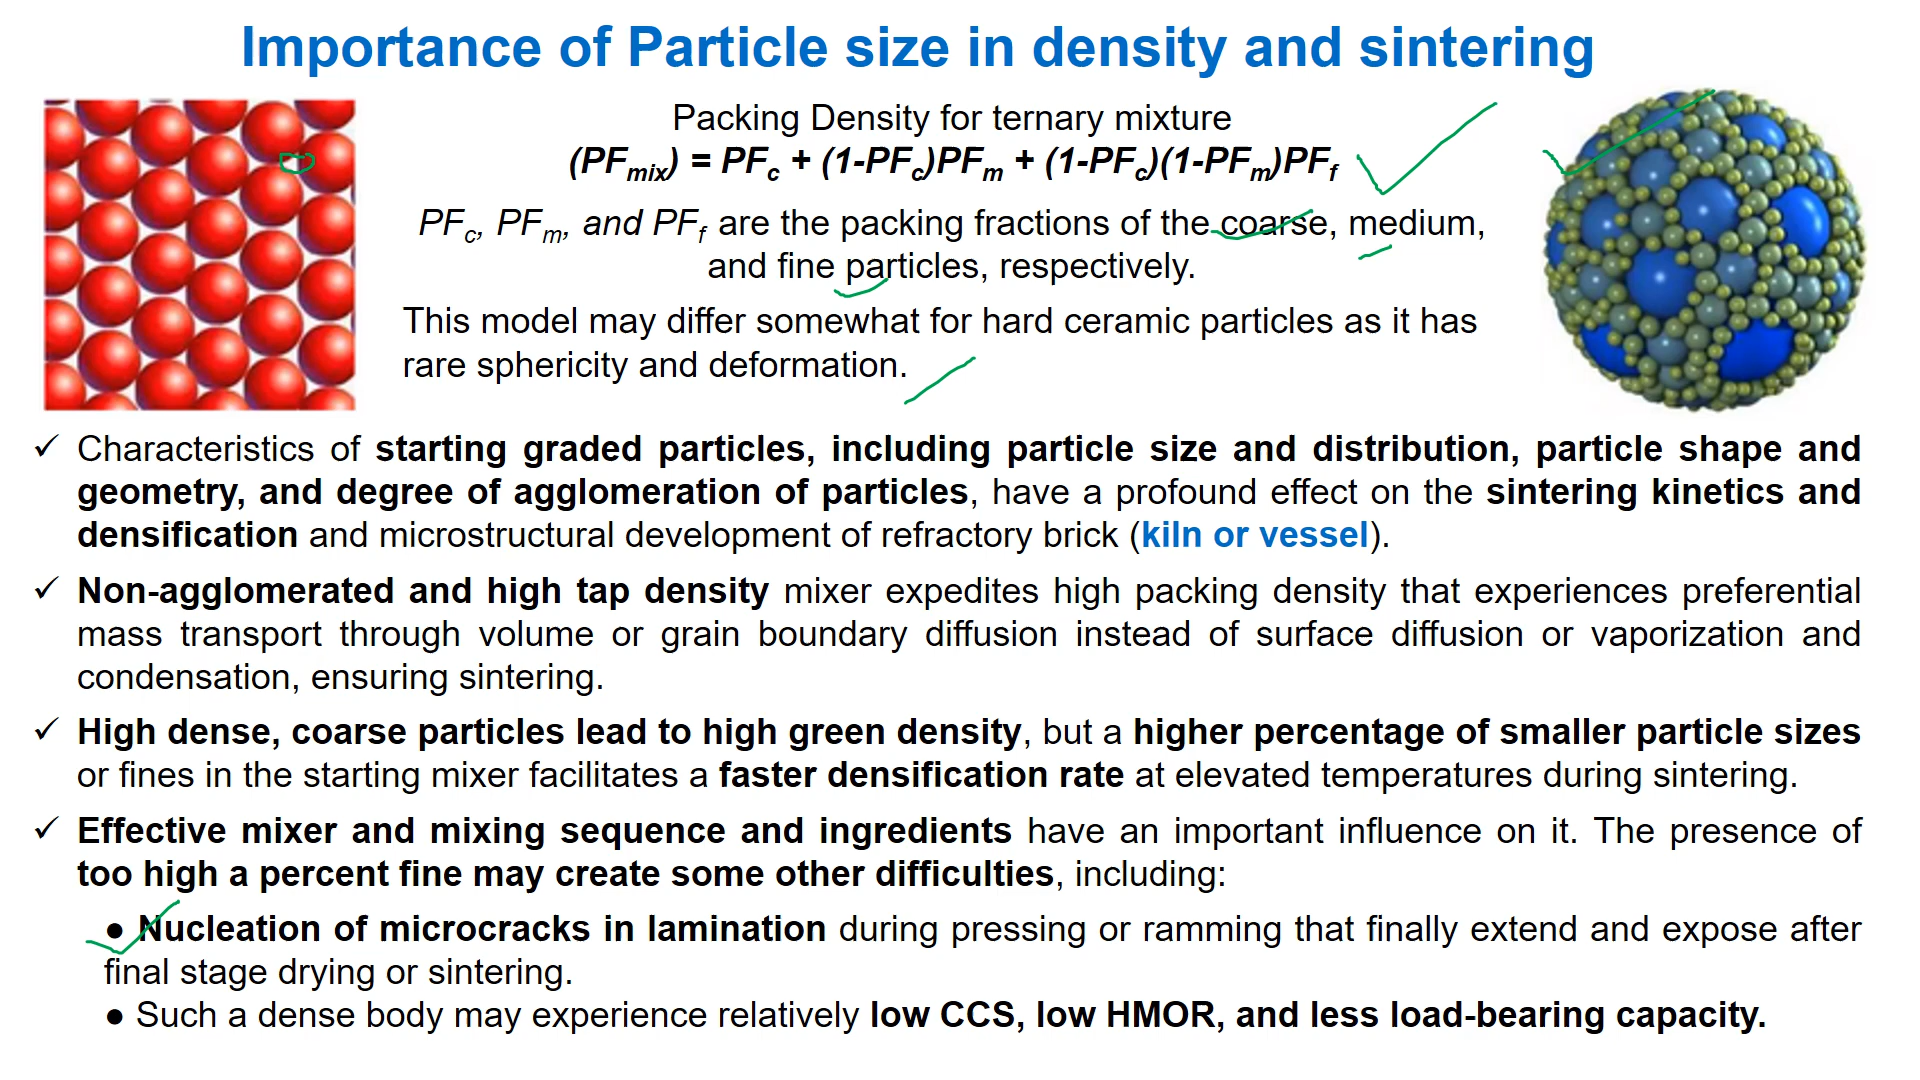 Importance of Particle size in density and sintering
Packing Density for ternary mixture
(PFmix) = PFc + (1-PFc)PFm + (1-PFc)(1-PFm)PFf
PFc, PFm, and PFf are the packing fractions of the coarse, medium,
and fine particles, respectively.
This model may differ somewhat for hard ceramic particles as it has
rare sphericity and deformation.
✓ Characteristics of starting graded particles, including particle size and distribution, particle shape and
geometry, and degree of agglomeration of particles, have a profound effect on the sintering kinetics and
densification and microstructural development of refractory brick (kiln or vessel).
✓ Non-agglomerated and high tap density mixer expedites high packing density that experiences preferential
mass transport through volume or grain boundary diffusion instead of surface diffusion or vaporization and
condensation, ensuring sintering.
✓ High dense, coarse particles lead to high green density, but a higher percentage of smaller particle sizes
or fines in the starting mixer facilitates a faster densification rate at elevated temperatures during sintering.
✓ Effective mixer and mixing sequence and ingredients have an important influence on it. The presence of
too high a percent fine may create some other difficulties, including:
● Nucleation of microcracks in lamination during pressing or ramming that finally extend and expose after
final stage drying or sintering.
● Such a dense body may experience relatively low CCS, low HMOR, and less load-bearing capacity.